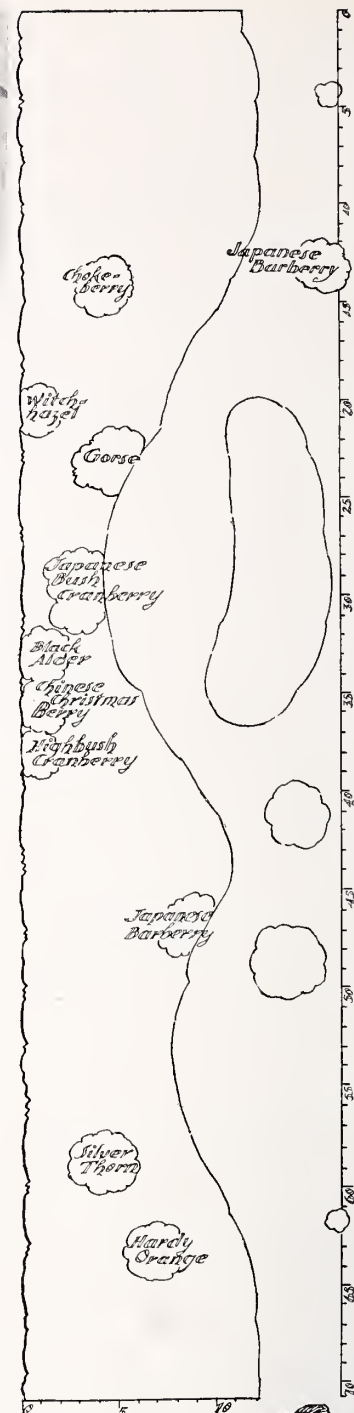 0
5
10
Japanese
Barberry
Choke-
berry
15
Witch-
hazel
20
Gorse
25
Japanese
Bush
Cranberry
30
Black
Alder
Chinese
Christmas
Berry
35
Highbush
Cranberry
40
45
Japanese
Barberry
50
55
Silver
Thorn
60
Hardy
Orange
65
70
0
5
10